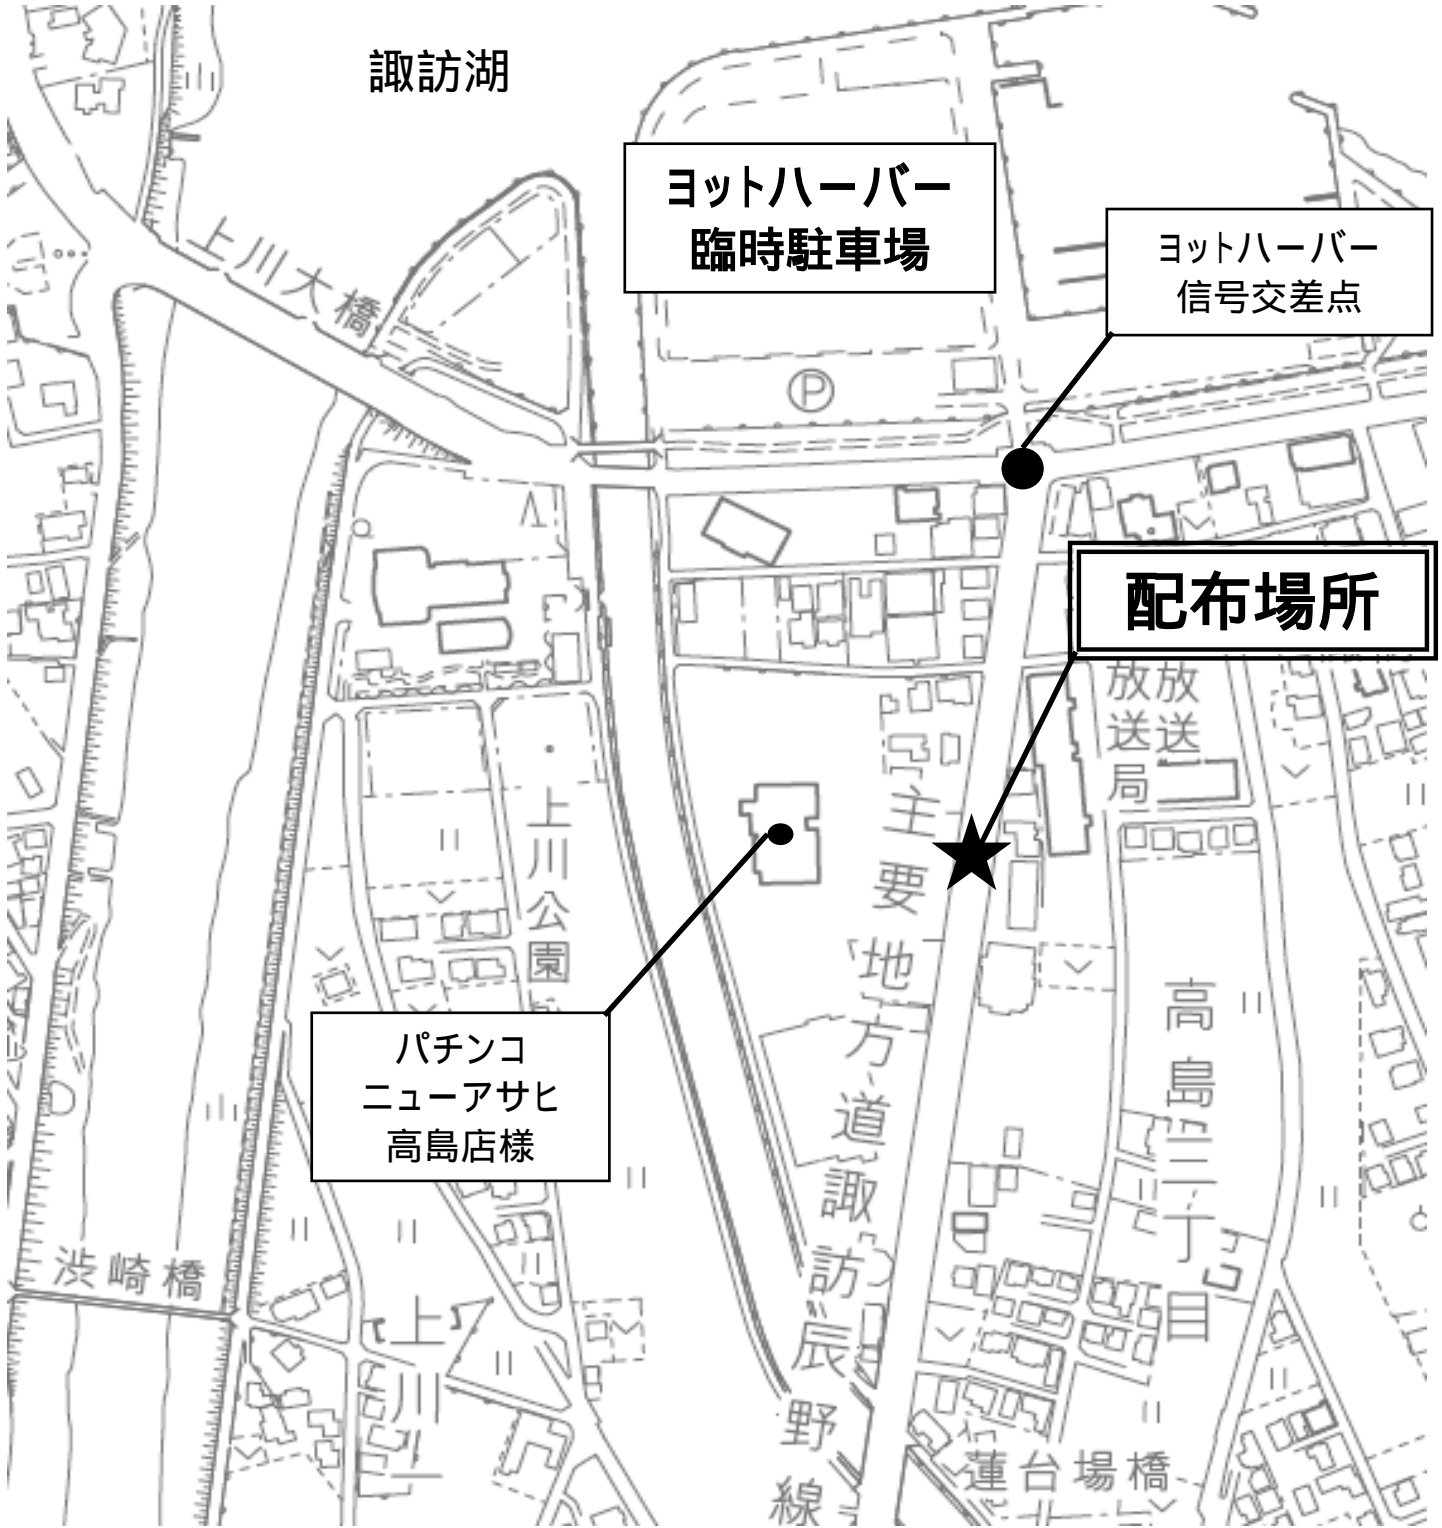 諏訪湖
ヨットハーバー
臨時駐車場
ヨットハーバー
信号交差点
上川大橋
P
配布場所
放送
放送局
上川公園
主要地方道諏訪辰野線
パチンコ
ニューアサヒ
高島店様
高島三丁目
渋崎橋
上川一
蓮台場橋